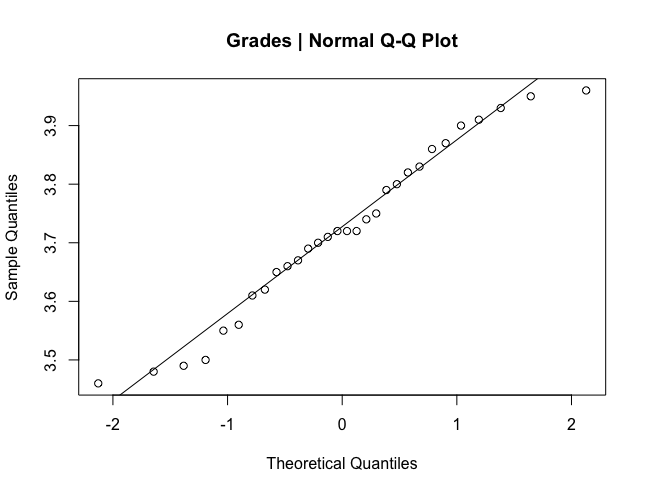 Grades | Normal Q-Q Plot
Sample Quantiles
3.9
3.8
3.7
3.6
3.5
-2 -1 0 1 2
Theoretical Quantiles